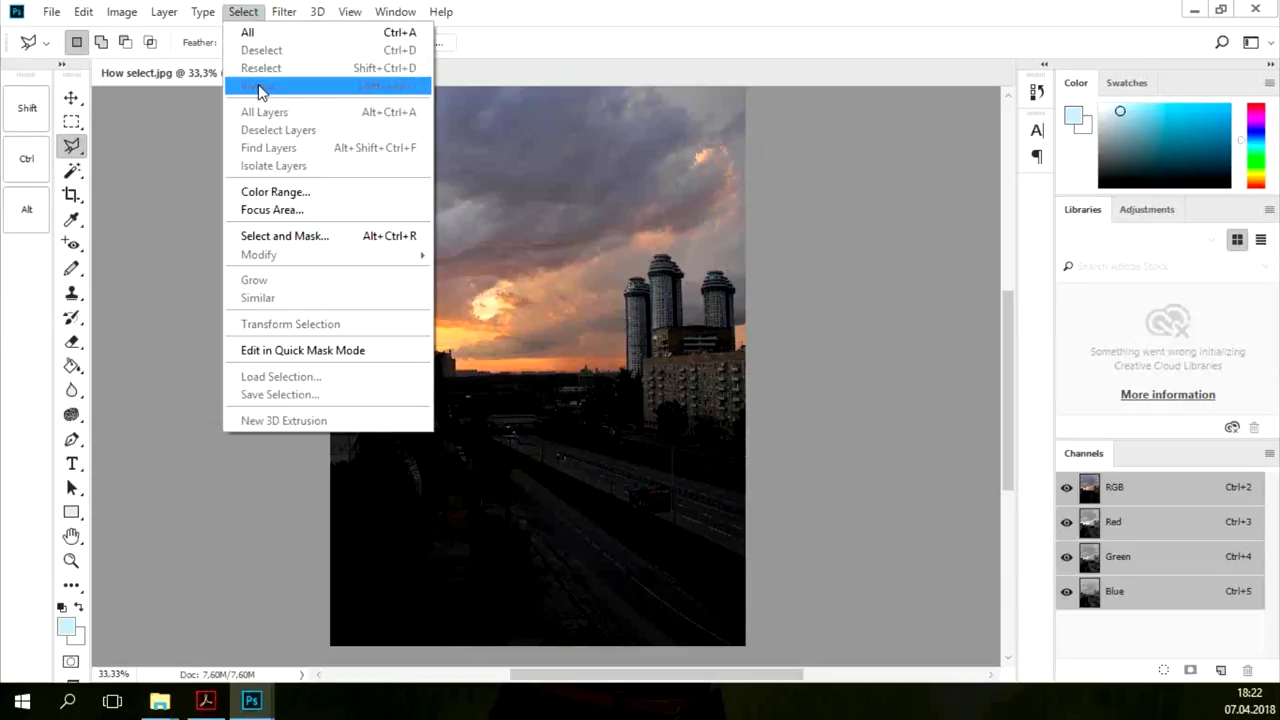 Ps File Edit Image Layer Type Select Filter 3D View Window Help
Feather:
...
How select.jpg @ 33,3%
Shift
Ctrl
Alt
All Ctrl+A
Deselect Ctrl+D
Reselect Shift+Ctrl+D
All Layers Alt+Ctrl+A
Deselect Layers
Find Layers Alt+Shift+Ctrl+F
Isolate Layers
Color Range...
Focus Area...
Select and Mask... Alt+Ctrl+R
Modify
Grow
Similar
Transform Selection
Edit in Quick Mask Mode
Load Selection...
Save Selection...
New 3D Extrusion
Color Swatches
Libraries Adjustments
Search Adobe Stock
Something went wrong initializing
Creative Cloud Libraries
More information
Channels
RGB Ctrl+2
Red Ctrl+3
Green Ctrl+4
Blue Ctrl+5
33,33% Doc: 7,60M/7,60M
Ps
18:22
07.04.2018